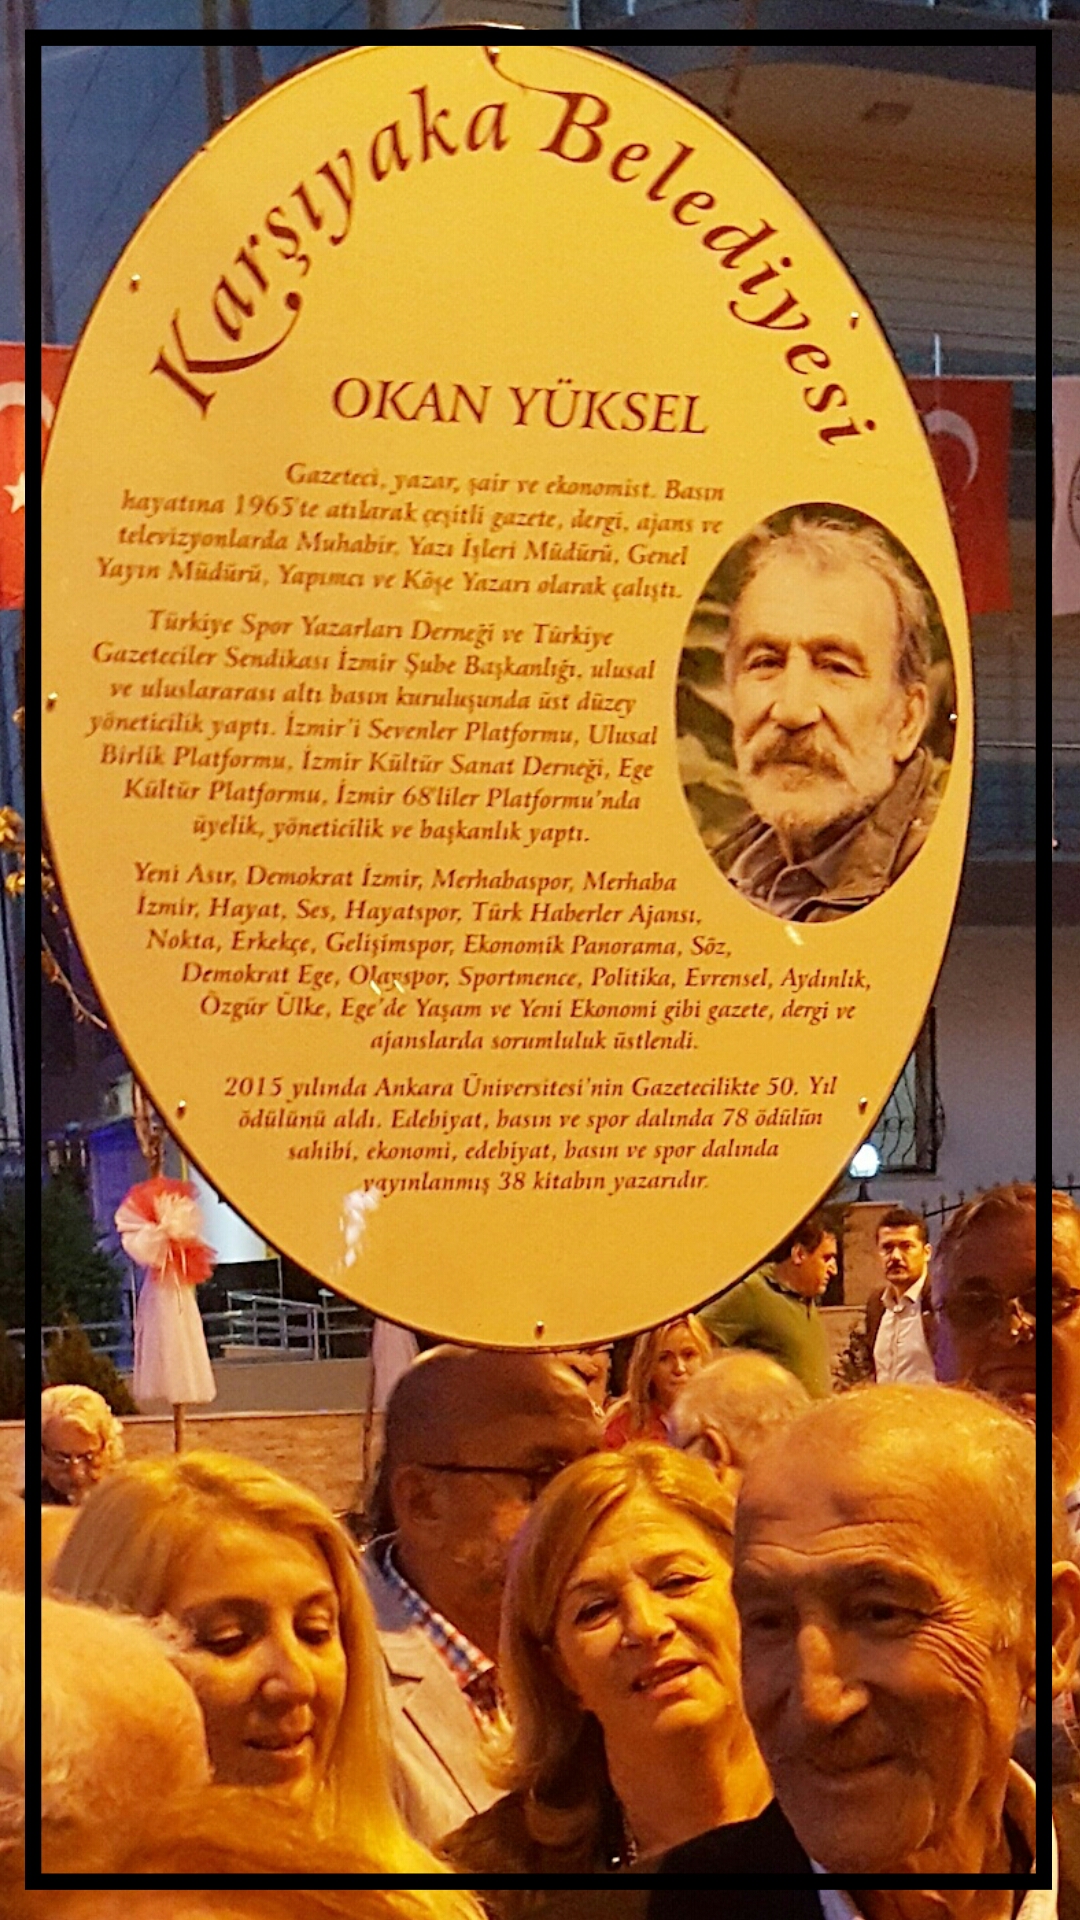 Karşıyaka Belediyesi
OKAN YÜKSEL
Gazeteci, yazar, şair ve ekonomist. Basın
hayatına 1965'te atılarak çeşitli gazete, dergi, ajans ve
televizyonlarda Muhabir, Yazı İşleri Müdürü, Genel
Yayın Müdürü, Yapımcı ve Köşe Yazarı olarak çalıştı.
Türkiye Spor Yazarları Derneği ve Türkiye
Gazeteciler Sendikası İzmir Şube Başkanlığı, ulusal
ve uluslararası altı basın kuruluşunda üst düzey
yöneticilik yaptı. İzmir'i Sevenler Platformu, Ulusal
Birlik Platformu, İzmir Kültür Sanat Derneği, Ege
Kültür Platformu, İzmir 68'liler Platformu'nda
üyelik, yöneticilik ve başkanlık yaptı.
Yeni Asır, Demokrat İzmir, Merhabaspor, Merhaba
İzmir, Hayat, Ses, Hayatspor, Türk Haberler Ajansı,
Nokta, Erkekçe, Gelişimspor, Ekonomik Panorama, Söz,
Demokrat Ege, Olayspor, Sportmence, Politika, Evrensel, Aydınlık,
Özgür Ülke, Ege'de Yaşam ve Yeni Ekonomi gibi gazete, dergi ve
ajanslarda sorumluluk üstlendi.
2015 yılında Ankara Üniversitesi'nin Gazetecilikte 50. Yıl
ödülünü aldı. Edebiyat, basın ve spor dalında 78 ödülün
sahibi, ekonomi, edebiyat, basın ve spor dalında
yayınlanmış 38 kitabın yazarıdır.